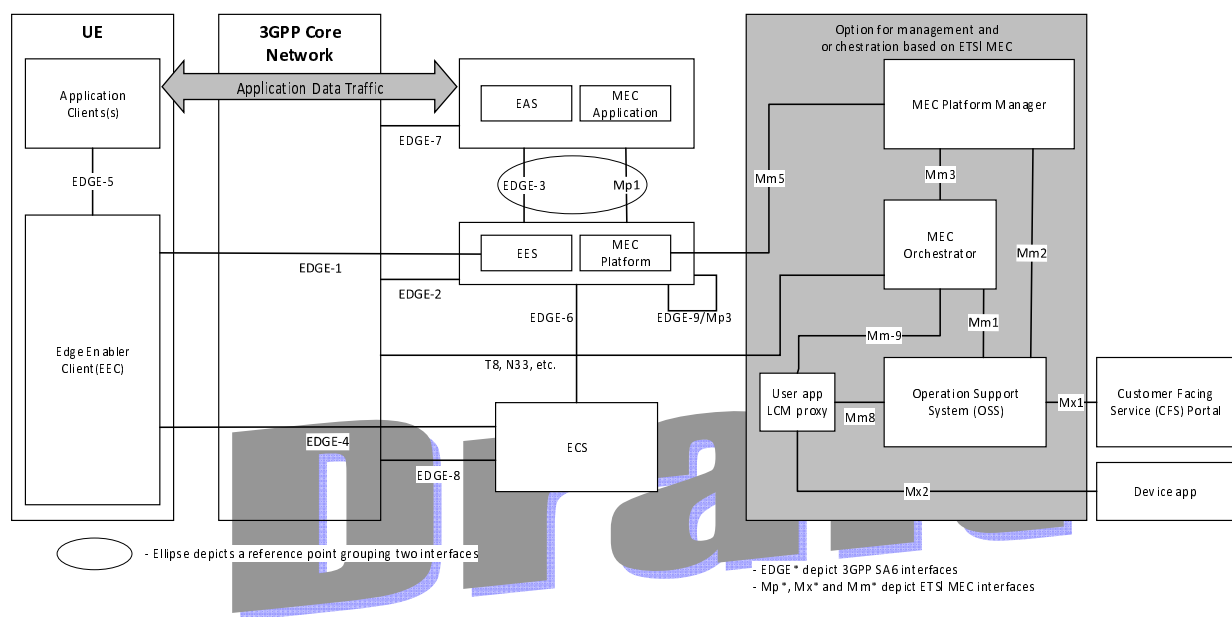 UE
3GPP Core
Network
Option for management and
orchestration based on ETSI MEC
Application
Clients(s)
Application Data Traffic
EAS
MEC
Application
MEC Platform Manager
EDGE-7
EDGE-5
EDGE-3
Mp1
Mm5
Mm3
EES
MEC
Platform
MEC
Orchestrator
Mm2
EDGE-1
EDGE-2
EDGE-6
EDGE-9/Mp3
Mm1
Mm-9
Edge Enabler
Client(EEC)
T8, N33, etc.
User app
LCM proxy
Mm8
Operation Support
System (OSS)
Mx1
Customer Facing
Service (CFS) Portal
EDGE-4
ECS
EDGE-8
Mx2
Device app
Draft
- Ellipse depicts a reference point grouping two interfaces
- EDGE* depict 3GPP SA6 interfaces
- Mp*, Mx* and Mm* depict ETSI MEC interfaces